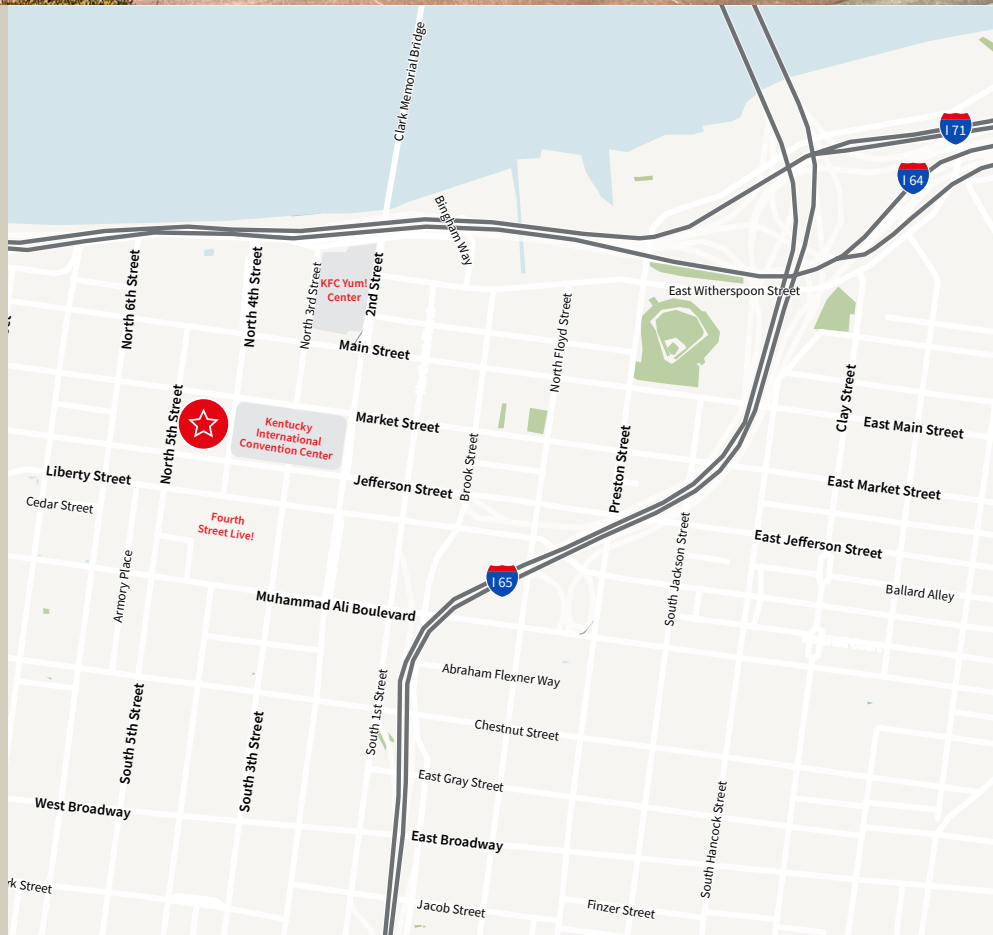 Clark Memorial Bridge
I 71
I 64
Bingham Way
North 6th Street
North 4th Street
North 3rd Street
KFC Yum!
Center
2nd Street
East Witherspoon Street
North Floyd Street
Main Street
North 5th Street
Kentucky
International
Convention Center
Market Street
Clay Street
East Main Street
Liberty Street
Cedar Street
Jefferson Street
Brook Street
Preston Street
East Market Street
Fourth
Street Live!
East Jefferson Street
Armory Place
I 65
South Jackson Street
Ballard Alley
Muhammad Ali Boulevard
Abraham Flexner Way
South 5th Street
South 3rd Street
South 1st Street
Chestnut Street
East Gray Street
West Broadway
East Broadway
South Hancock Street
rk Street
Jacob Street
Finzer Street